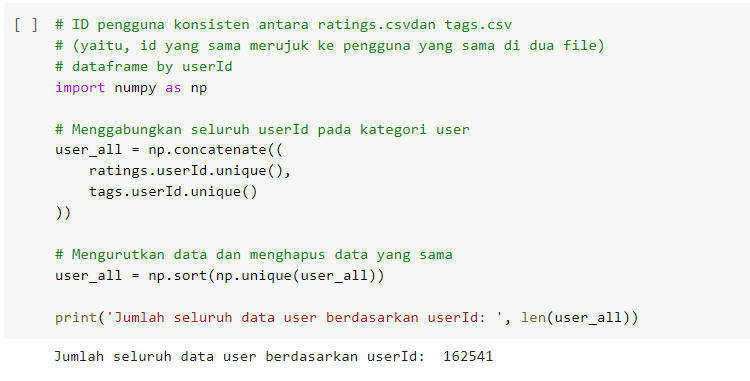 [ ] # ID pengguna konsisten antara ratings.csvdan tags.csv
# (yaitu, id yang sama merujuk ke pengguna yang sama di dua file)
# dataframe by userId
import numpy as np
# Menggabungkan seluruh userId pada kategori user
user_all = np.concatenate((
ratings.userId.unique(),
tags.userId.unique()
))
# Mengurutkan data dan menghapus data yang sama
user_all = np.sort(np.unique(user_all))
print('Jumlah seluruh data user berdasarkan userId: ', len(user_all))
Jumlah seluruh data user berdasarkan userId:  162541